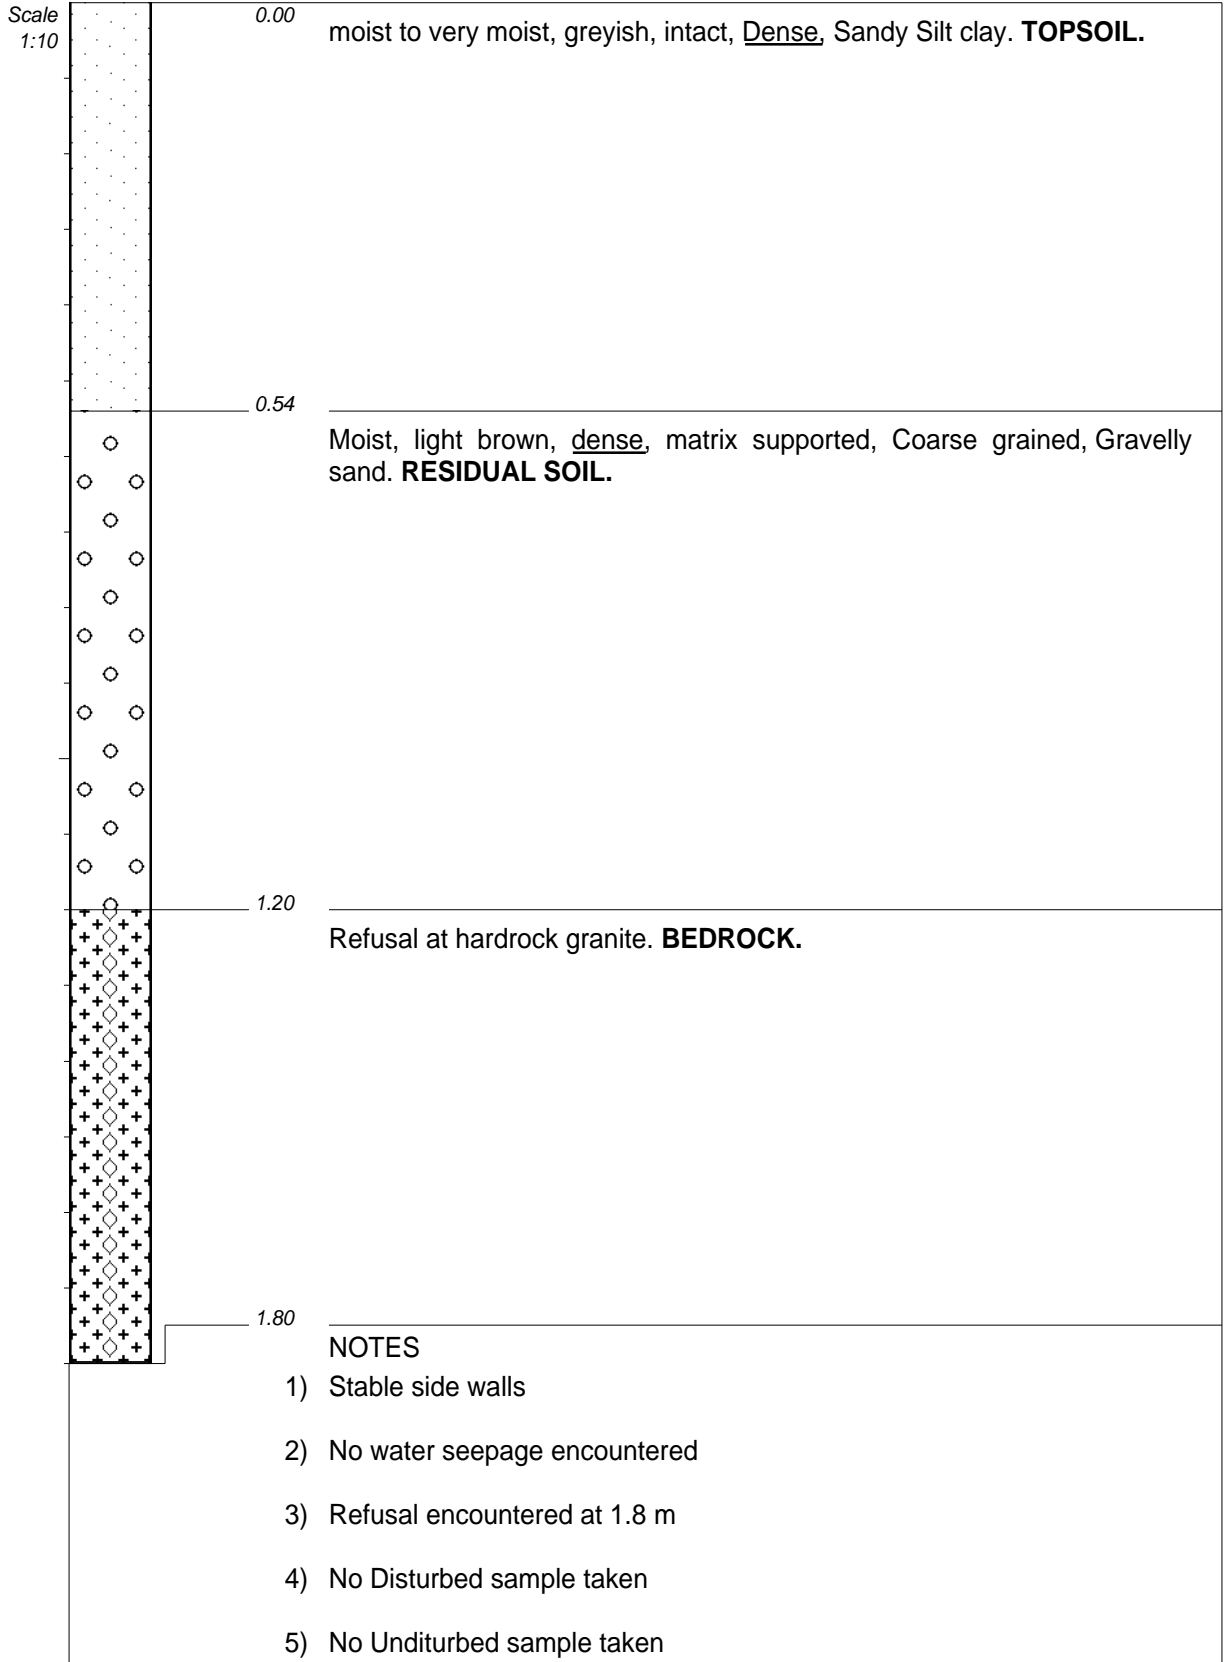 Scale
1:10
0.00
moist to very moist, greyish, intact, Dense, Sandy Silt clay. TOPSOIL.
0.54
Moist, light brown, dense, matrix supported, Coarse grained, Gravelly
sand. RESIDUAL SOIL.
1.20
Refusal at hardrock granite. BEDROCK.
1.80
NOTES
1) Stable side walls
2) No water seepage encountered
3) Refusal encountered at 1.8 m
4) No Disturbed sample taken
5) No Unditurbed sample taken